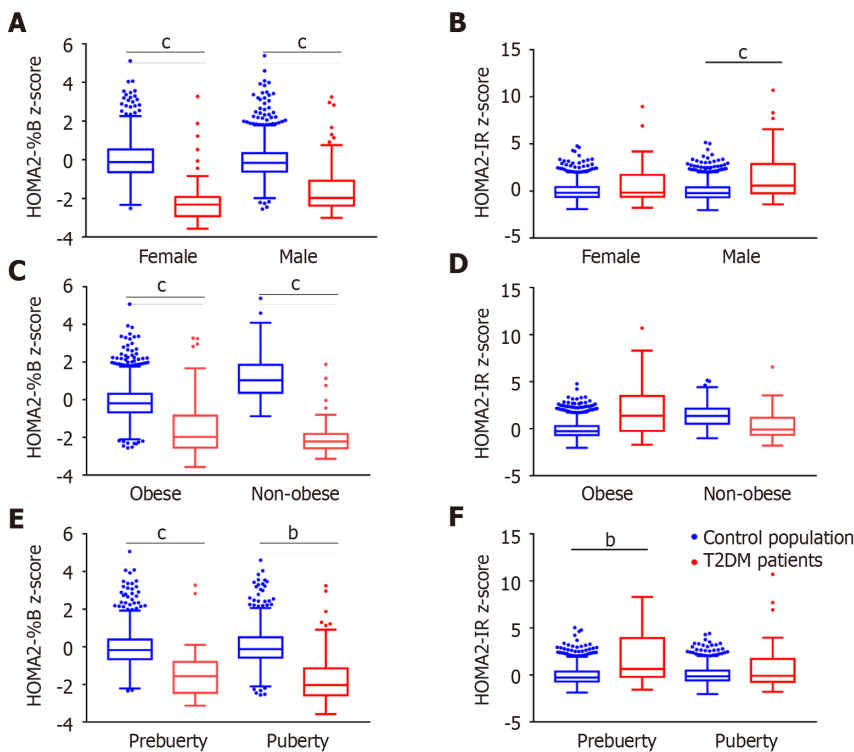 A
HOMA2-%B z-score
6
4
2
0
-2
-4
c
c
Female
Male
B
HOMA2-IR z-score
15
10
5
0
-5
c
Female
Male
C
HOMA2-%B z-score
6
4
2
0
-2
-4
c
c
Obese
Non-obese
D
HOMA2-IR z-score
15
10
5
0
-5
Obese
Non-obese
E
HOMA2-%B z-score
6
4
2
0
-2
-4
c
b
Prebuerty
Puberty
F
HOMA2-IR z-score
15
10
5
0
-5
b
Control population
T2DM patients
Prebuerty
Puberty